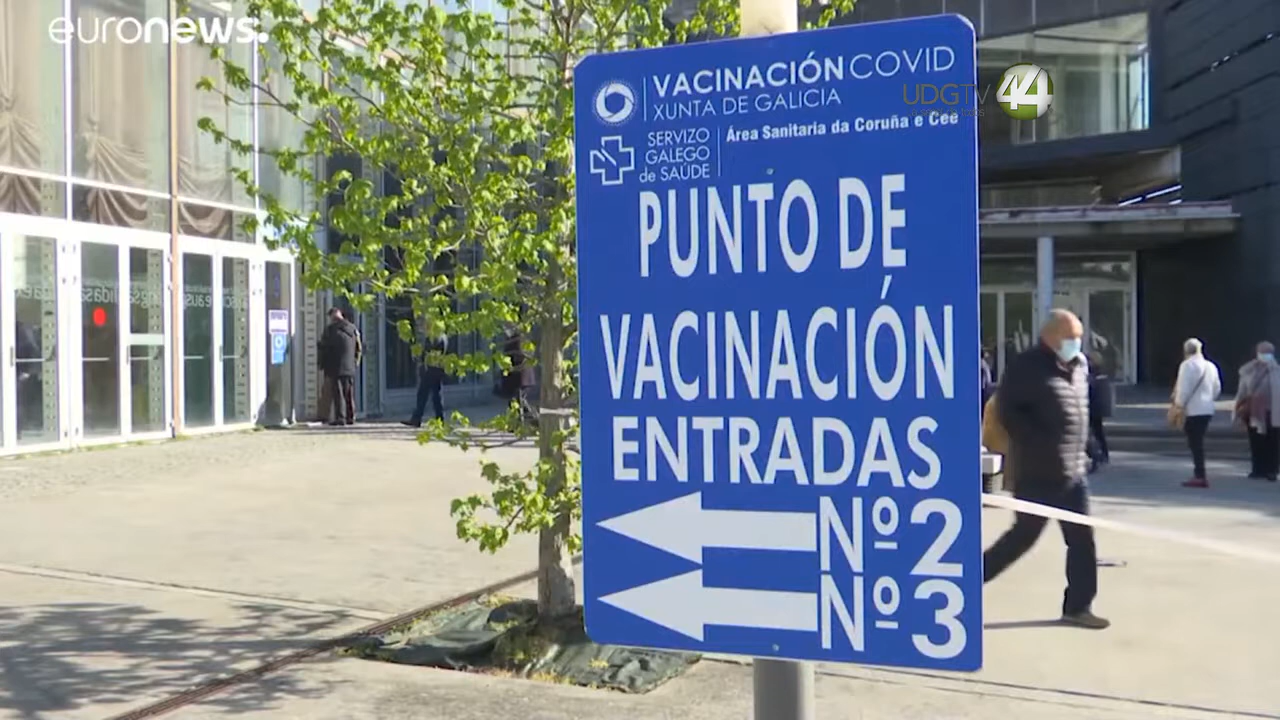 euronews.
UDGTV 44
VACINACIÓN COVID
XUNTA DE GALICIA
SERVIZO
GALEGO
de SAÚDE
Área Sanitaria da Coruña e Cee
PUNTO DE
VACINACIÓN
ENTRADAS
Nº 2
Nº 3